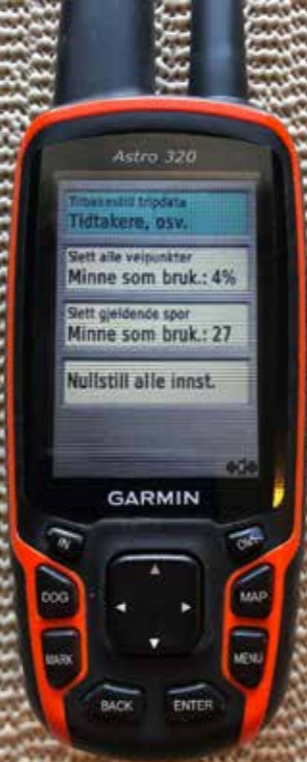 Astro 320
Tilbakestill tripdata
Tidtakere, osv.
Slett alle veipunkter
Minne som bruk.: 4%
Slett gjeldende spor
Minne som bruk.: 27
Nullstill alle innst.
GARMIN
IN
OUT
DOG
MAP
MARK
MENU
BACK
ENTER